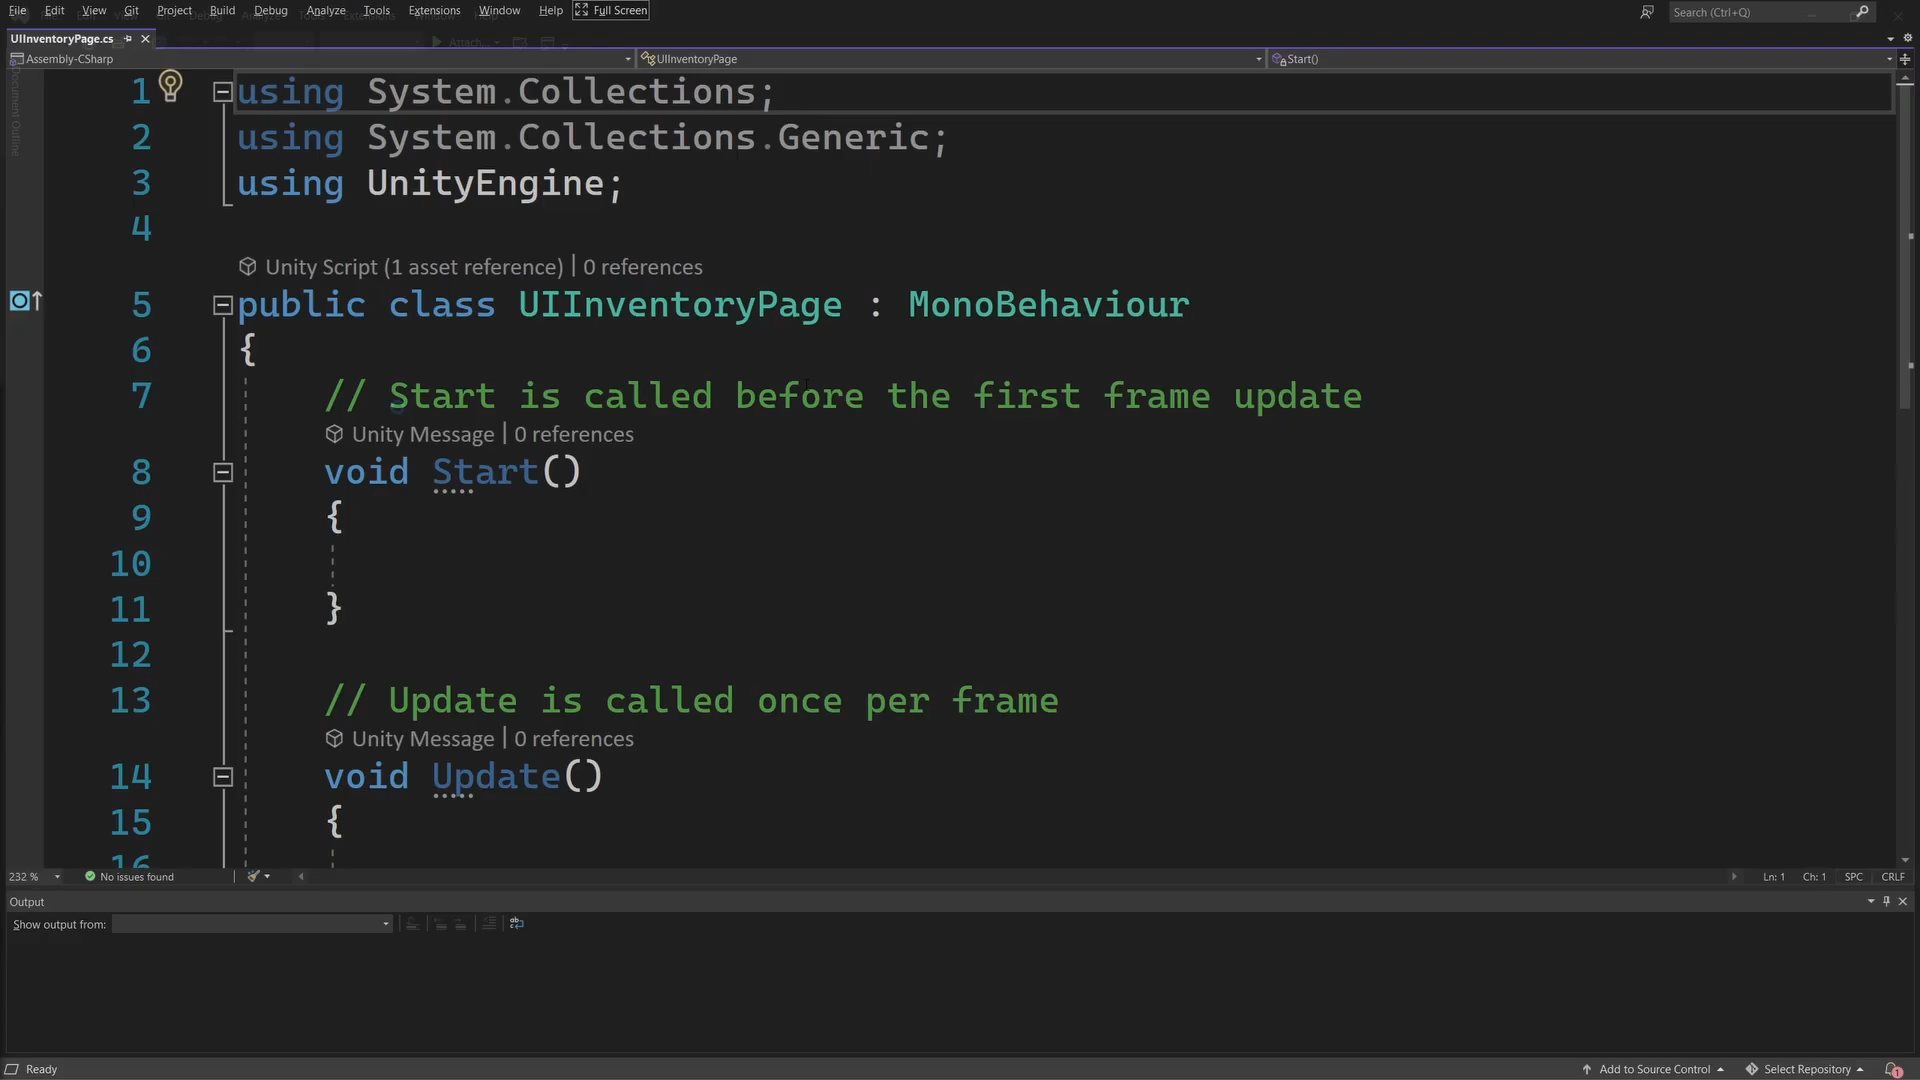 File Edit View Git Project Build Debug Analyze Tools Extensions Window Help Full Screen Search (Ctrl+Q)
UIInventoryPage.cs
Attach...
Assembly-CSharp UIInventoryPage Start()
Document Outline
1 using System.Collections;
2 using System.Collections.Generic;
3 using UnityEngine;
4
Unity Script (1 asset reference) | 0 references
5 public class UIInventoryPage : MonoBehaviour
6 {
7 // Start is called before the first frame update
Unity Message | 0 references
8 void Start()
9 {
10
11 }
12
13 // Update is called once per frame
Unity Message | 0 references
14 void Update()
15 {
16
232 % No issues found Ln: 1 Ch: 1 SPC CRLF
Output
Show output from:
Ready Add to Source Control Select Repository 1